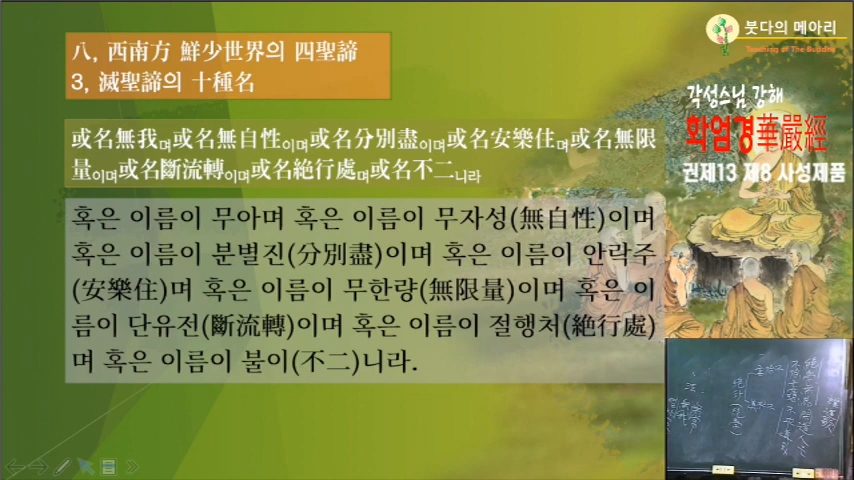 八, 西南方 鮮少世界의 四聖諦
3, 滅聖諦의 十種名
或名無我며或名無自性이며或名分別盡이며或名安樂住며或名無限
量이며或名斷流轉이며或名絶行處며或名不二니라
혹은 이름이 무아며 혹은 이름이 무자성(無自性)이며
혹은 이름이 분별진(分別盡)이며 혹은 이름이 안락주
(安樂住)며 혹은 이름이 무한량(無限量)이며 혹은 이
름이 단유전(斷流轉)이며 혹은 이름이 절행처(絶行處)
며 혹은 이름이 불이(不二)니라.
붓다의 메아리
Teaching of The Buddha
각성스님 강해
화엄경華嚴經
권제13 제8 사성제품